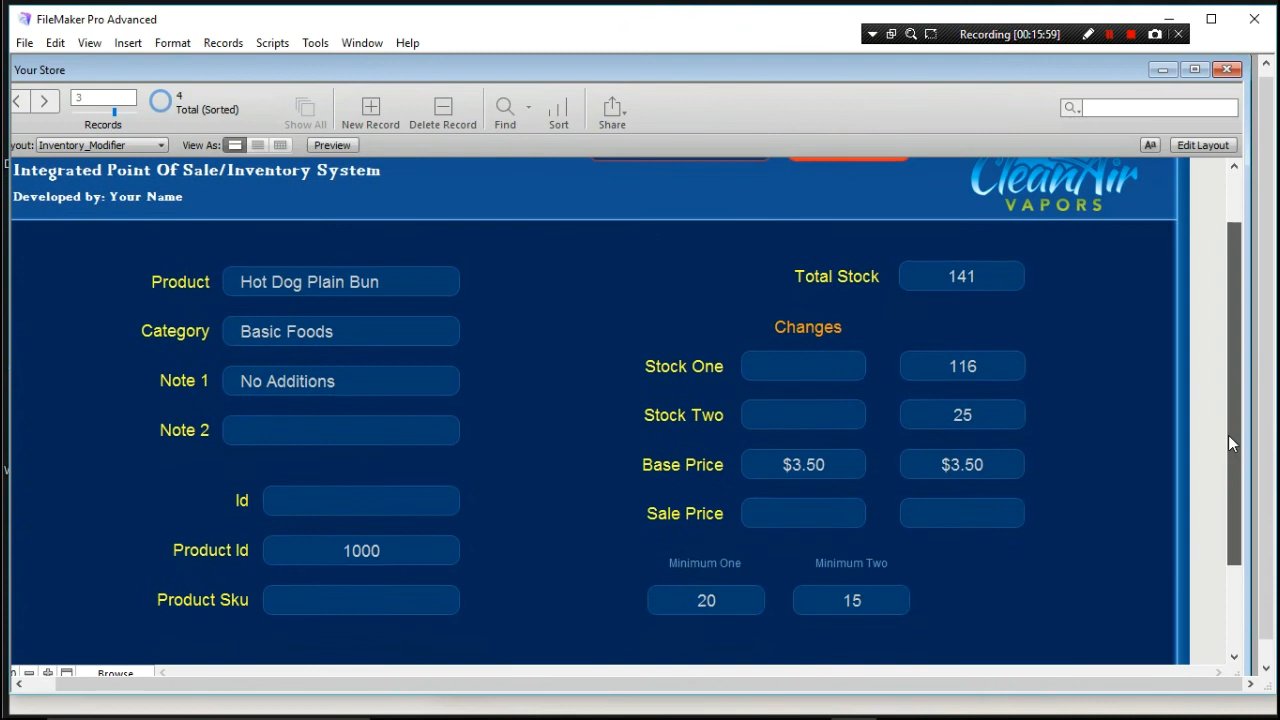 FileMaker Pro Advanced
File Edit View Insert Format Records Scripts Tools Window Help
Recording [00:15:59]
Your Store
3
4
Total (Sorted)
Records
Show All
New Record
Delete Record
Find
Sort
Share
yout: Inventory_Modifier
View As:
Preview
Aa
Edit Layout
Integrated Point Of Sale/Inventory System
Developed by: Your Name
CleanAir
VAPORS
Product Hot Dog Plain Bun
Category Basic Foods
Note 1 No Additions
Note 2
Id
Product Id 1000
Product Sku
Total Stock 141
Changes
Stock One 116
Stock Two 25
Base Price $3.50 $3.50
Sale Price
Minimum One Minimum Two
20 15
Browse